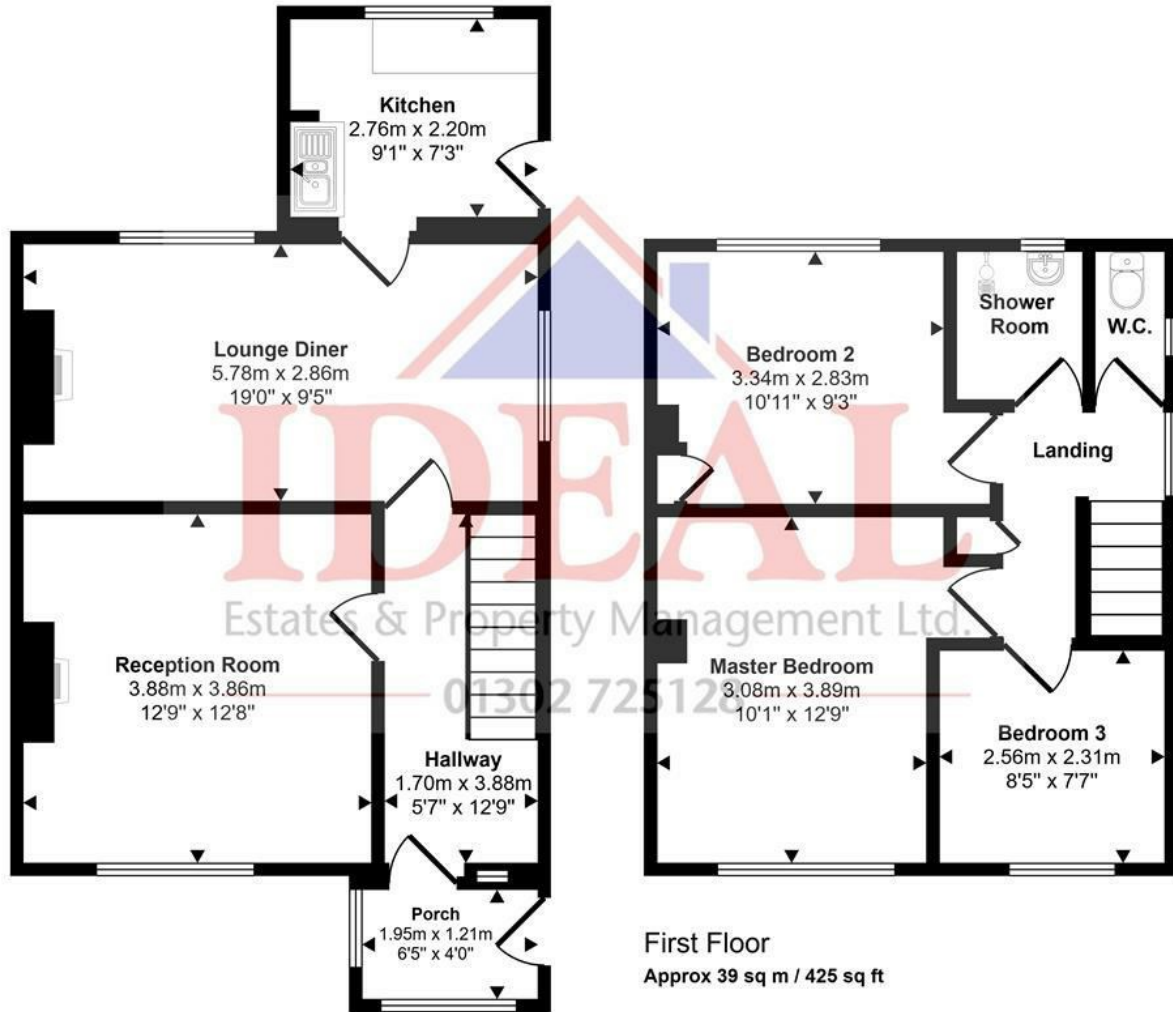 Kitchen
2.76m x 2.20m
9'1" x 7'3"
Lounge Diner
5.78m x 2.86m
19'0" x 9'5"
Reception Room
3.88m x 3.86m
12'9" x 12'8"
Hallway
1.70m x 3.88m
5'7" x 12'9"
Porch
1.95m x 1.21m
6'5" x 4'0"
Bedroom 2
3.34m x 2.83m
10'11" x 9'3"
Shower
Room
W.C.
Landing
Master Bedroom
3.08m x 3.89m
10'1" x 12'9"
Bedroom 3
2.56m x 2.31m
8'5" x 7'7"
First Floor
Approx 39 sq m / 425 sq ft
IDEAL
Estates & Property Management Ltd.
01302 725128